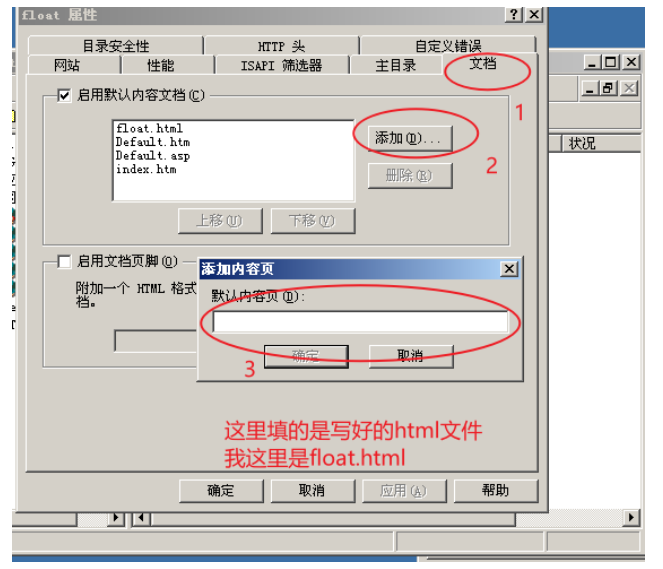 float 属性
目录安全性 HTTP 头 自定义错误
网站 性能 ISAPI 筛选器 主目录 文档
启用默认内容文档(C)
1
float.html
Default.htm
Default.asp
index.htm
添加(D)...
2
删除(R)
状况
上移(U) 下移(V)
启用文档页脚(O)
附加一个 HTML 格式
档。
添加内容页
默认内容页(D):
确定 取消
3
这里填的是写好的html文件
我这里是float.html
确定 取消 应用(A) 帮助